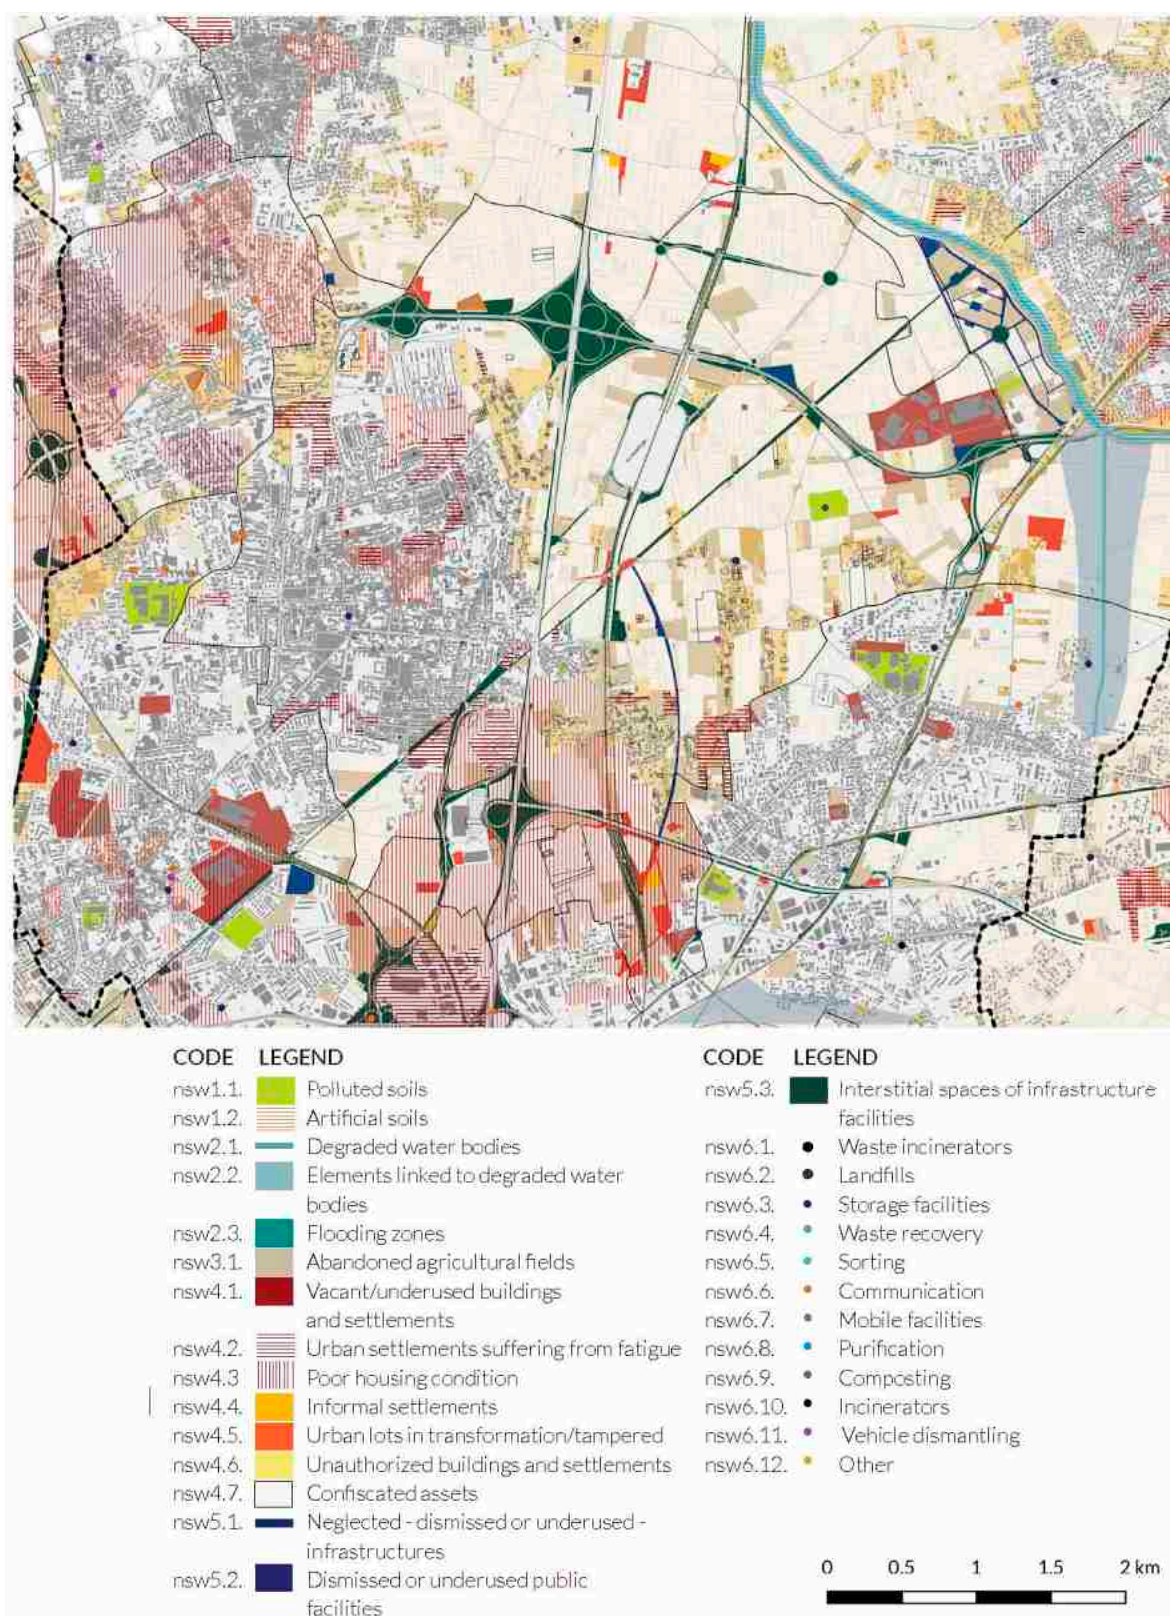 CODE LEGEND
nsw1.1. Polluted soils
nsw1.2. Artificial soils
nsw2.1. Degraded water bodies
nsw2.2. Elements linked to degraded water
bodies
nsw2.3. Flooding zones
nsw3.1. Abandoned agricultural fields
nsw4.1. Vacant/underused buildings
and settlements
nsw4.2. Urban settlements suffering from fatigue
nsw4.3 Poor housing condition
nsw4.4. Informal settlements
nsw4.5. Urban lots in transformation/tampered
nsw4.6. Unauthorized buildings and settlements
nsw4.7. Confiscated assets
nsw5.1. Neglected - dismissed or underused -
infrastructures
nsw5.2. Dismissed or underused public
facilities
CODE LEGEND
nsw5.3. Interstitial spaces of infrastructure
facilities
nsw6.1. Waste incinerators
nsw6.2. Landfills
nsw6.3. Storage facilities
nsw6.4. Waste recovery
nsw6.5. Sorting
nsw6.6. Communication
nsw6.7. Mobile facilities
nsw6.8. Purification
nsw6.9. Composting
nsw6.10. Incinerators
nsw6.11. Vehicle dismantling
nsw6.12. Other
0 0.5 1 1.5 2 km